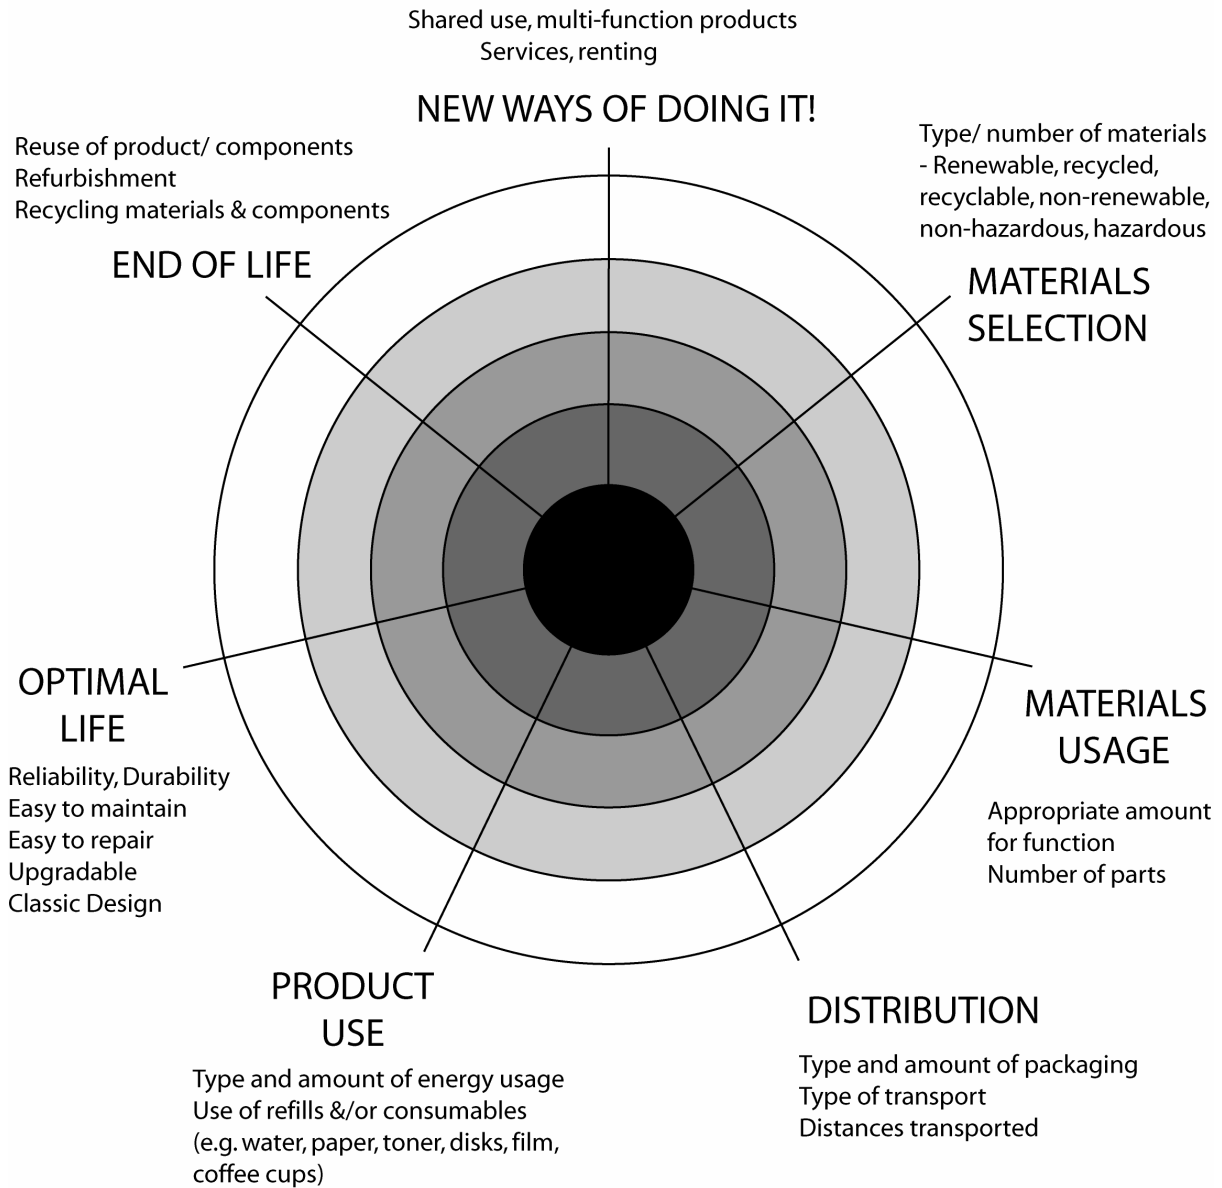 Shared use, multi-function products
Services, renting
NEW WAYS OF DOING IT!
Type/ number of materials
- Renewable, recycled,
recyclable, non-renewable,
non-hazardous, hazardous
MATERIALS
SELECTION
MATERIALS
USAGE
Appropriate amount
for function
Number of parts
DISTRIBUTION
Type and amount of packaging
Type of transport
Distances transported
PRODUCT
USE
Type and amount of energy usage
Use of refills &/or consumables
(e.g. water, paper, toner, disks, film,
coffee cups)
OPTIMAL
LIFE
Reliability, Durability
Easy to maintain
Easy to repair
Upgradable
Classic Design
Reuse of product/ components
Refurbishment
Recycling materials & components
END OF LIFE